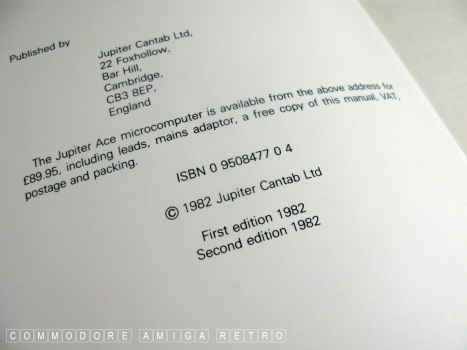 Published by
Jupiter Cantab Ltd,
22 Foxhollow,
Bar Hill,
Cambridge,
CB3 8EP,
England
The Jupiter Ace microcomputer is available from the above address for
£89.95, including leads, mains adaptor, a free copy of this manual, VAT,
postage and packing.
ISBN 0 9508477 0 4
© 1982 Jupiter Cantab Ltd
First edition 1982
Second edition 1982
COMMODORE AMIGA RETRO